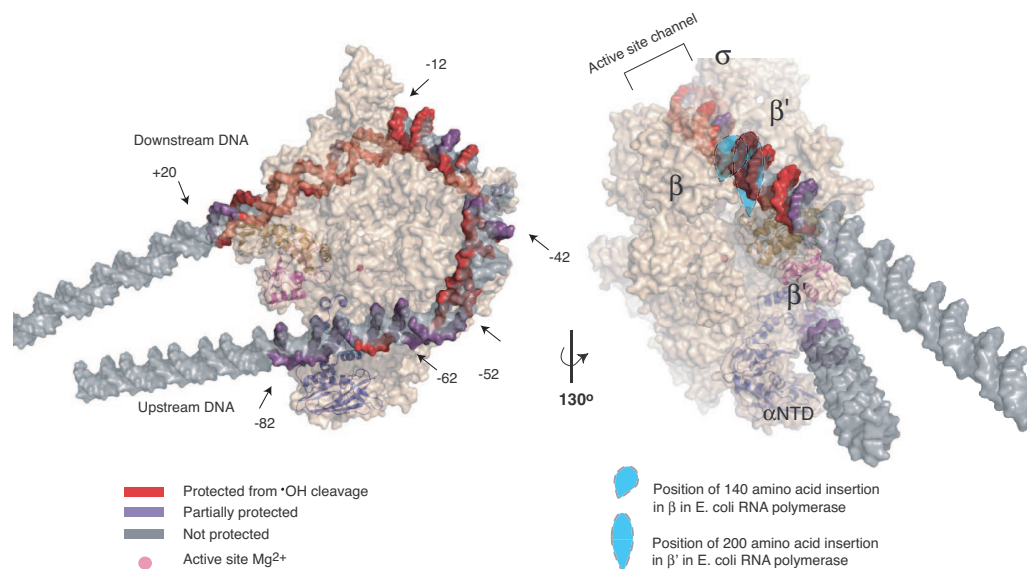 -12
Downstream DNA
+20
-42
-52
-62
Upstream DNA
-82
130º
Active site channel
σ
β'
β
β'
αNTD
Protected from •OH cleavage
Partially protected
Not protected
Active site Mg2+
Position of 140 amino acid insertion
in β in E. coli RNA polymerase
Position of 200 amino acid insertion
in β' in E. coli RNA polymerase